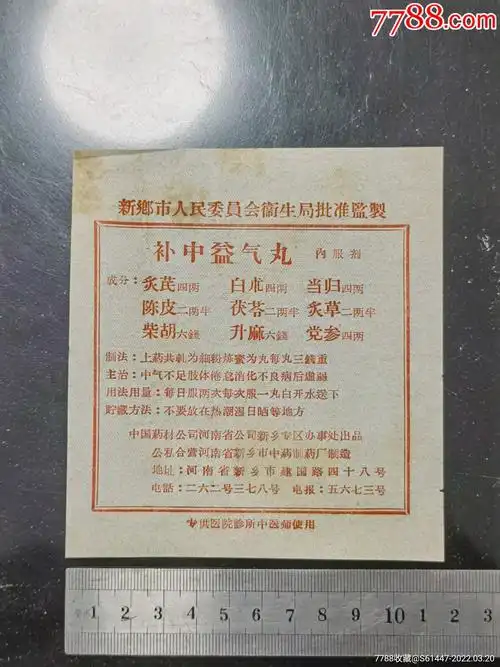 7788.com
新鄉市人民委員会衛生局批准監製
补中益气丸 内服剂
成分：炙芪四两 白朮四两 当归四两
陈皮二两半 茯苓二两半 炙草二两半
柴胡六錢 升麻六錢 党参四两
制法：上药共軋为細粉炼蜜为丸每丸三錢重
主治：中气不足肢体倦怠消化不良病后虚弱
用法用量：每日服两次每次服一丸白开水送下
貯藏方法：不要放在热潮湿日晒等地方
中国药材公司河南省公司新乡专区办事处出品
公私合营河南省新乡市中药制药厂制造
地址：河南省新乡市建国路四十八号
电話：二六二号三七八号 电报：五六七三号
专供医院診所中医师使用
1 2 3 4 5 6 7 8 9 10 1 2 3
7788收藏@S61447-2022.03.20